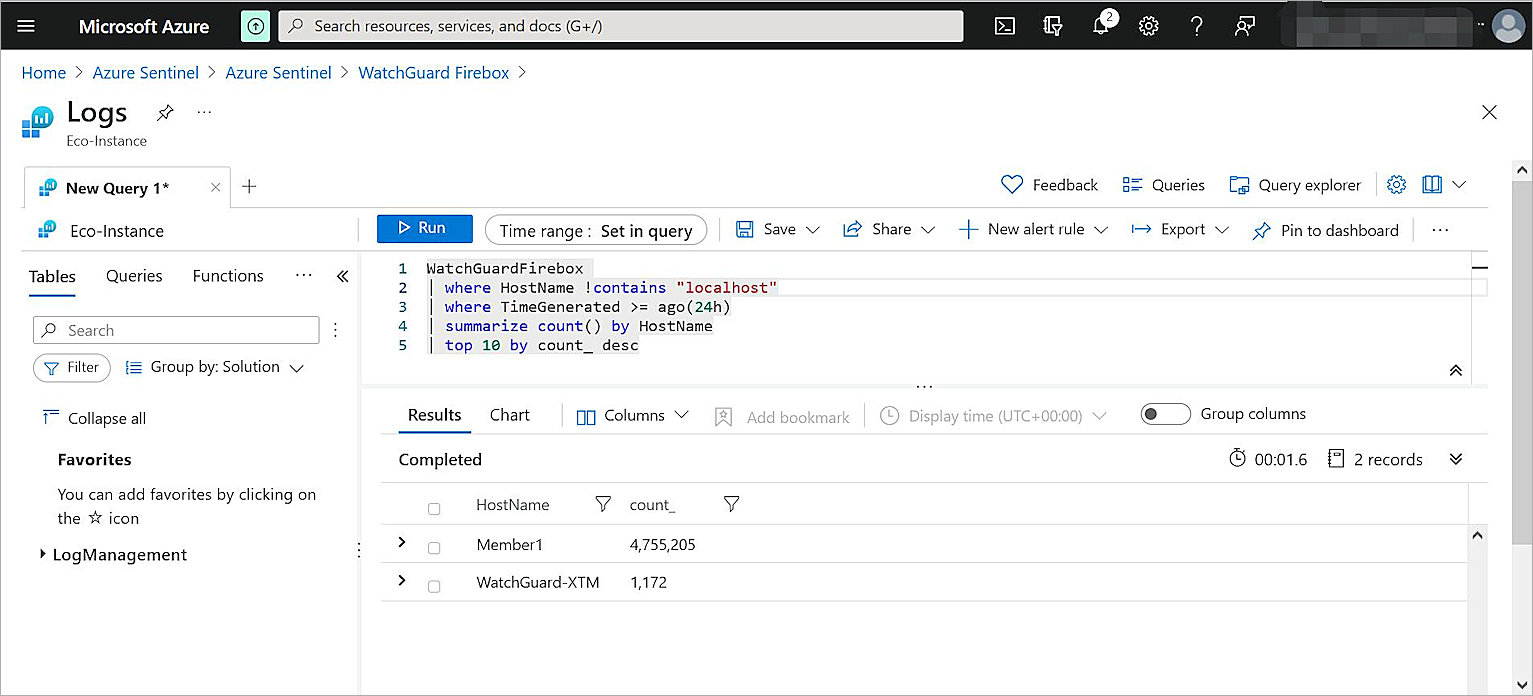 Microsoft Azure
Search resources, services, and docs (G+/)
2
Home > Azure Sentinel > Azure Sentinel > WatchGuard Firebox >
Logs
...
Eco-Instance
New Query 1*
Feedback
Queries
Query explorer
Eco-Instance
Run
Time range : Set in query
Save
Share
New alert rule
Export
Pin to dashboard
...
Tables
Queries
Functions
...
1 WatchGuardFirebox
2 | where HostName !contains "localhost"
3 | where TimeGenerated >= ago(24h)
4 | summarize count() by HostName
5 | top 10 by count_ desc
Search
Filter
Group by: Solution
Collapse all
Favorites
You can add favorites by clicking on
the ☆ icon
LogManagement
Results
Chart
Columns
Add bookmark
Display time (UTC+00:00)
Group columns
Completed
00:01.6
2 records
HostName count_
Member1 4,755,205
WatchGuard-XTM 1,172